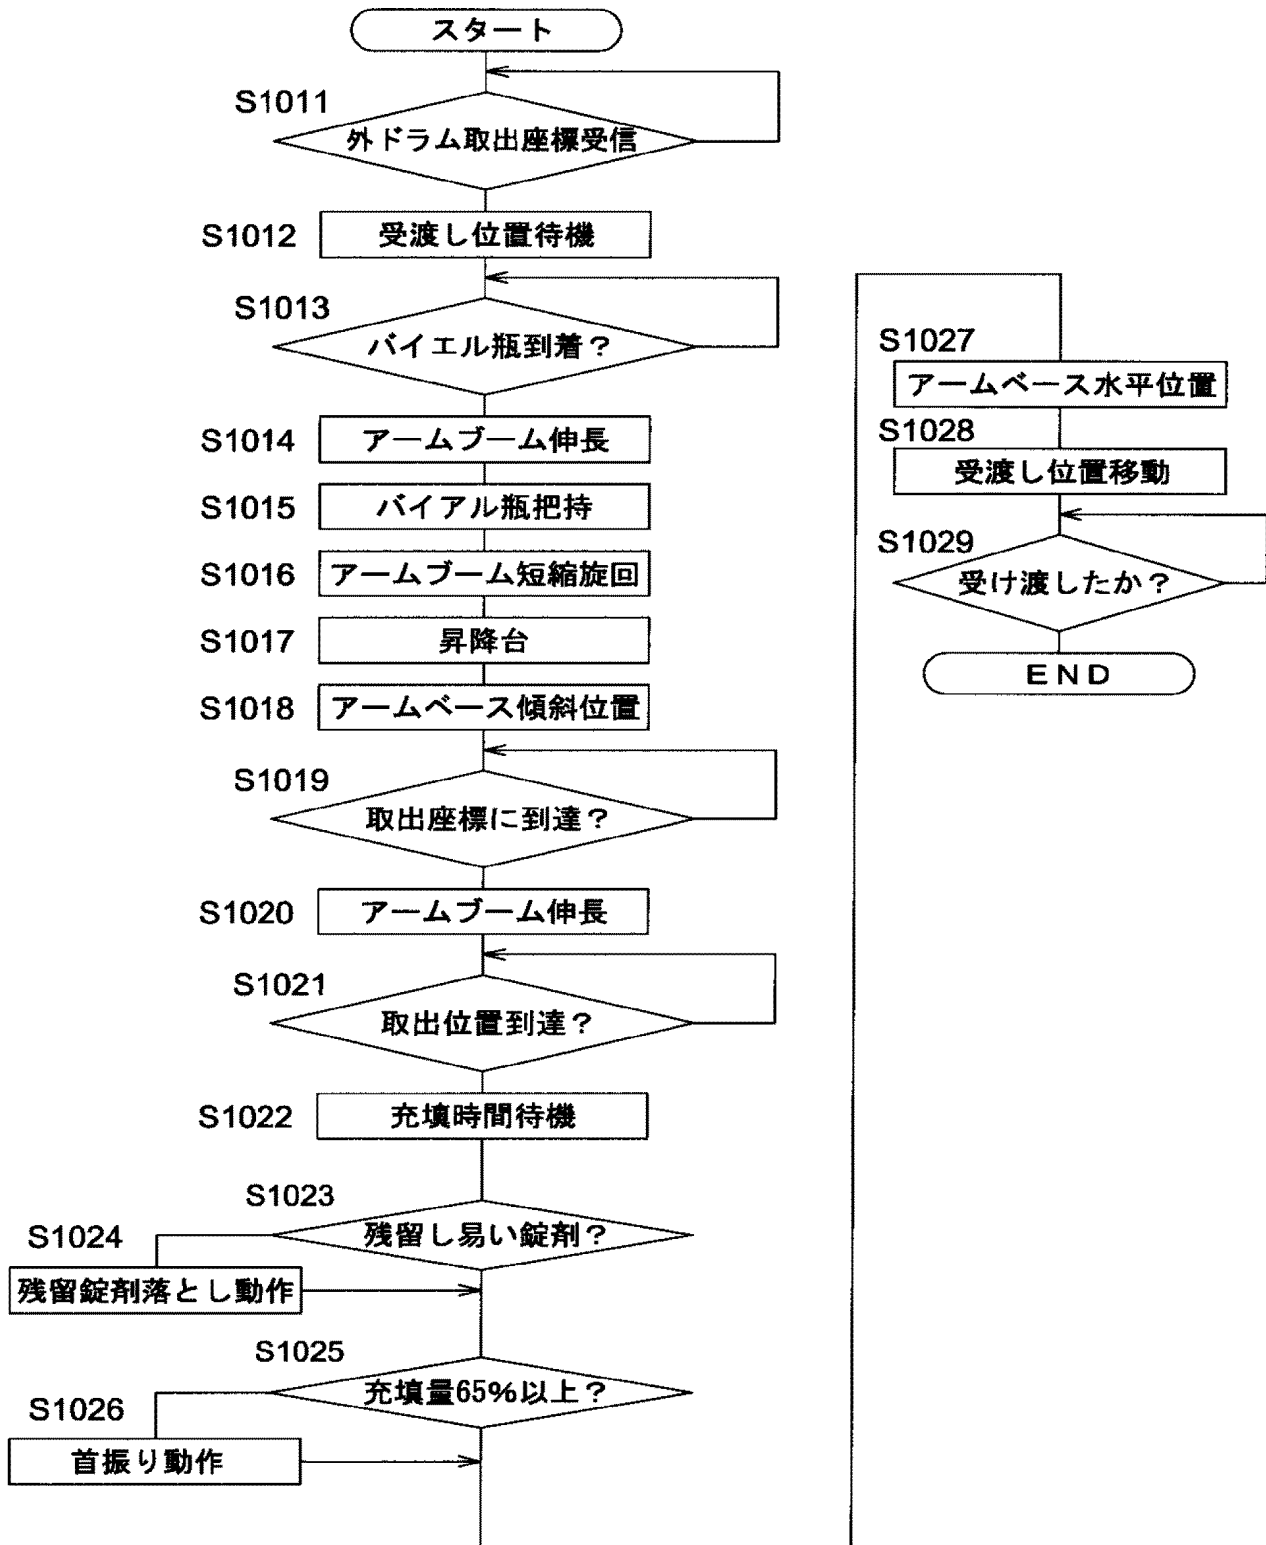 スタート
S1011
外ドラム取出座標受信
S1012
受渡し位置待機
S1013
バイエル瓶到着？
S1014
アームブーム伸長
S1015
バイアル瓶把持
S1016
アームブーム短縮旋回
S1017
昇降台
S1018
アームベース傾斜位置
S1019
取出座標に到達？
S1020
アームブーム伸長
S1021
取出位置到達？
S1022
充填時間待機
S1023
残留し易い錠剤？
S1024
残留錠剤落とし動作
S1025
充填量65%以上？
S1026
首振り動作
S1027
アームベース水平位置
S1028
受渡し位置移動
S1029
受け渡したか？
END